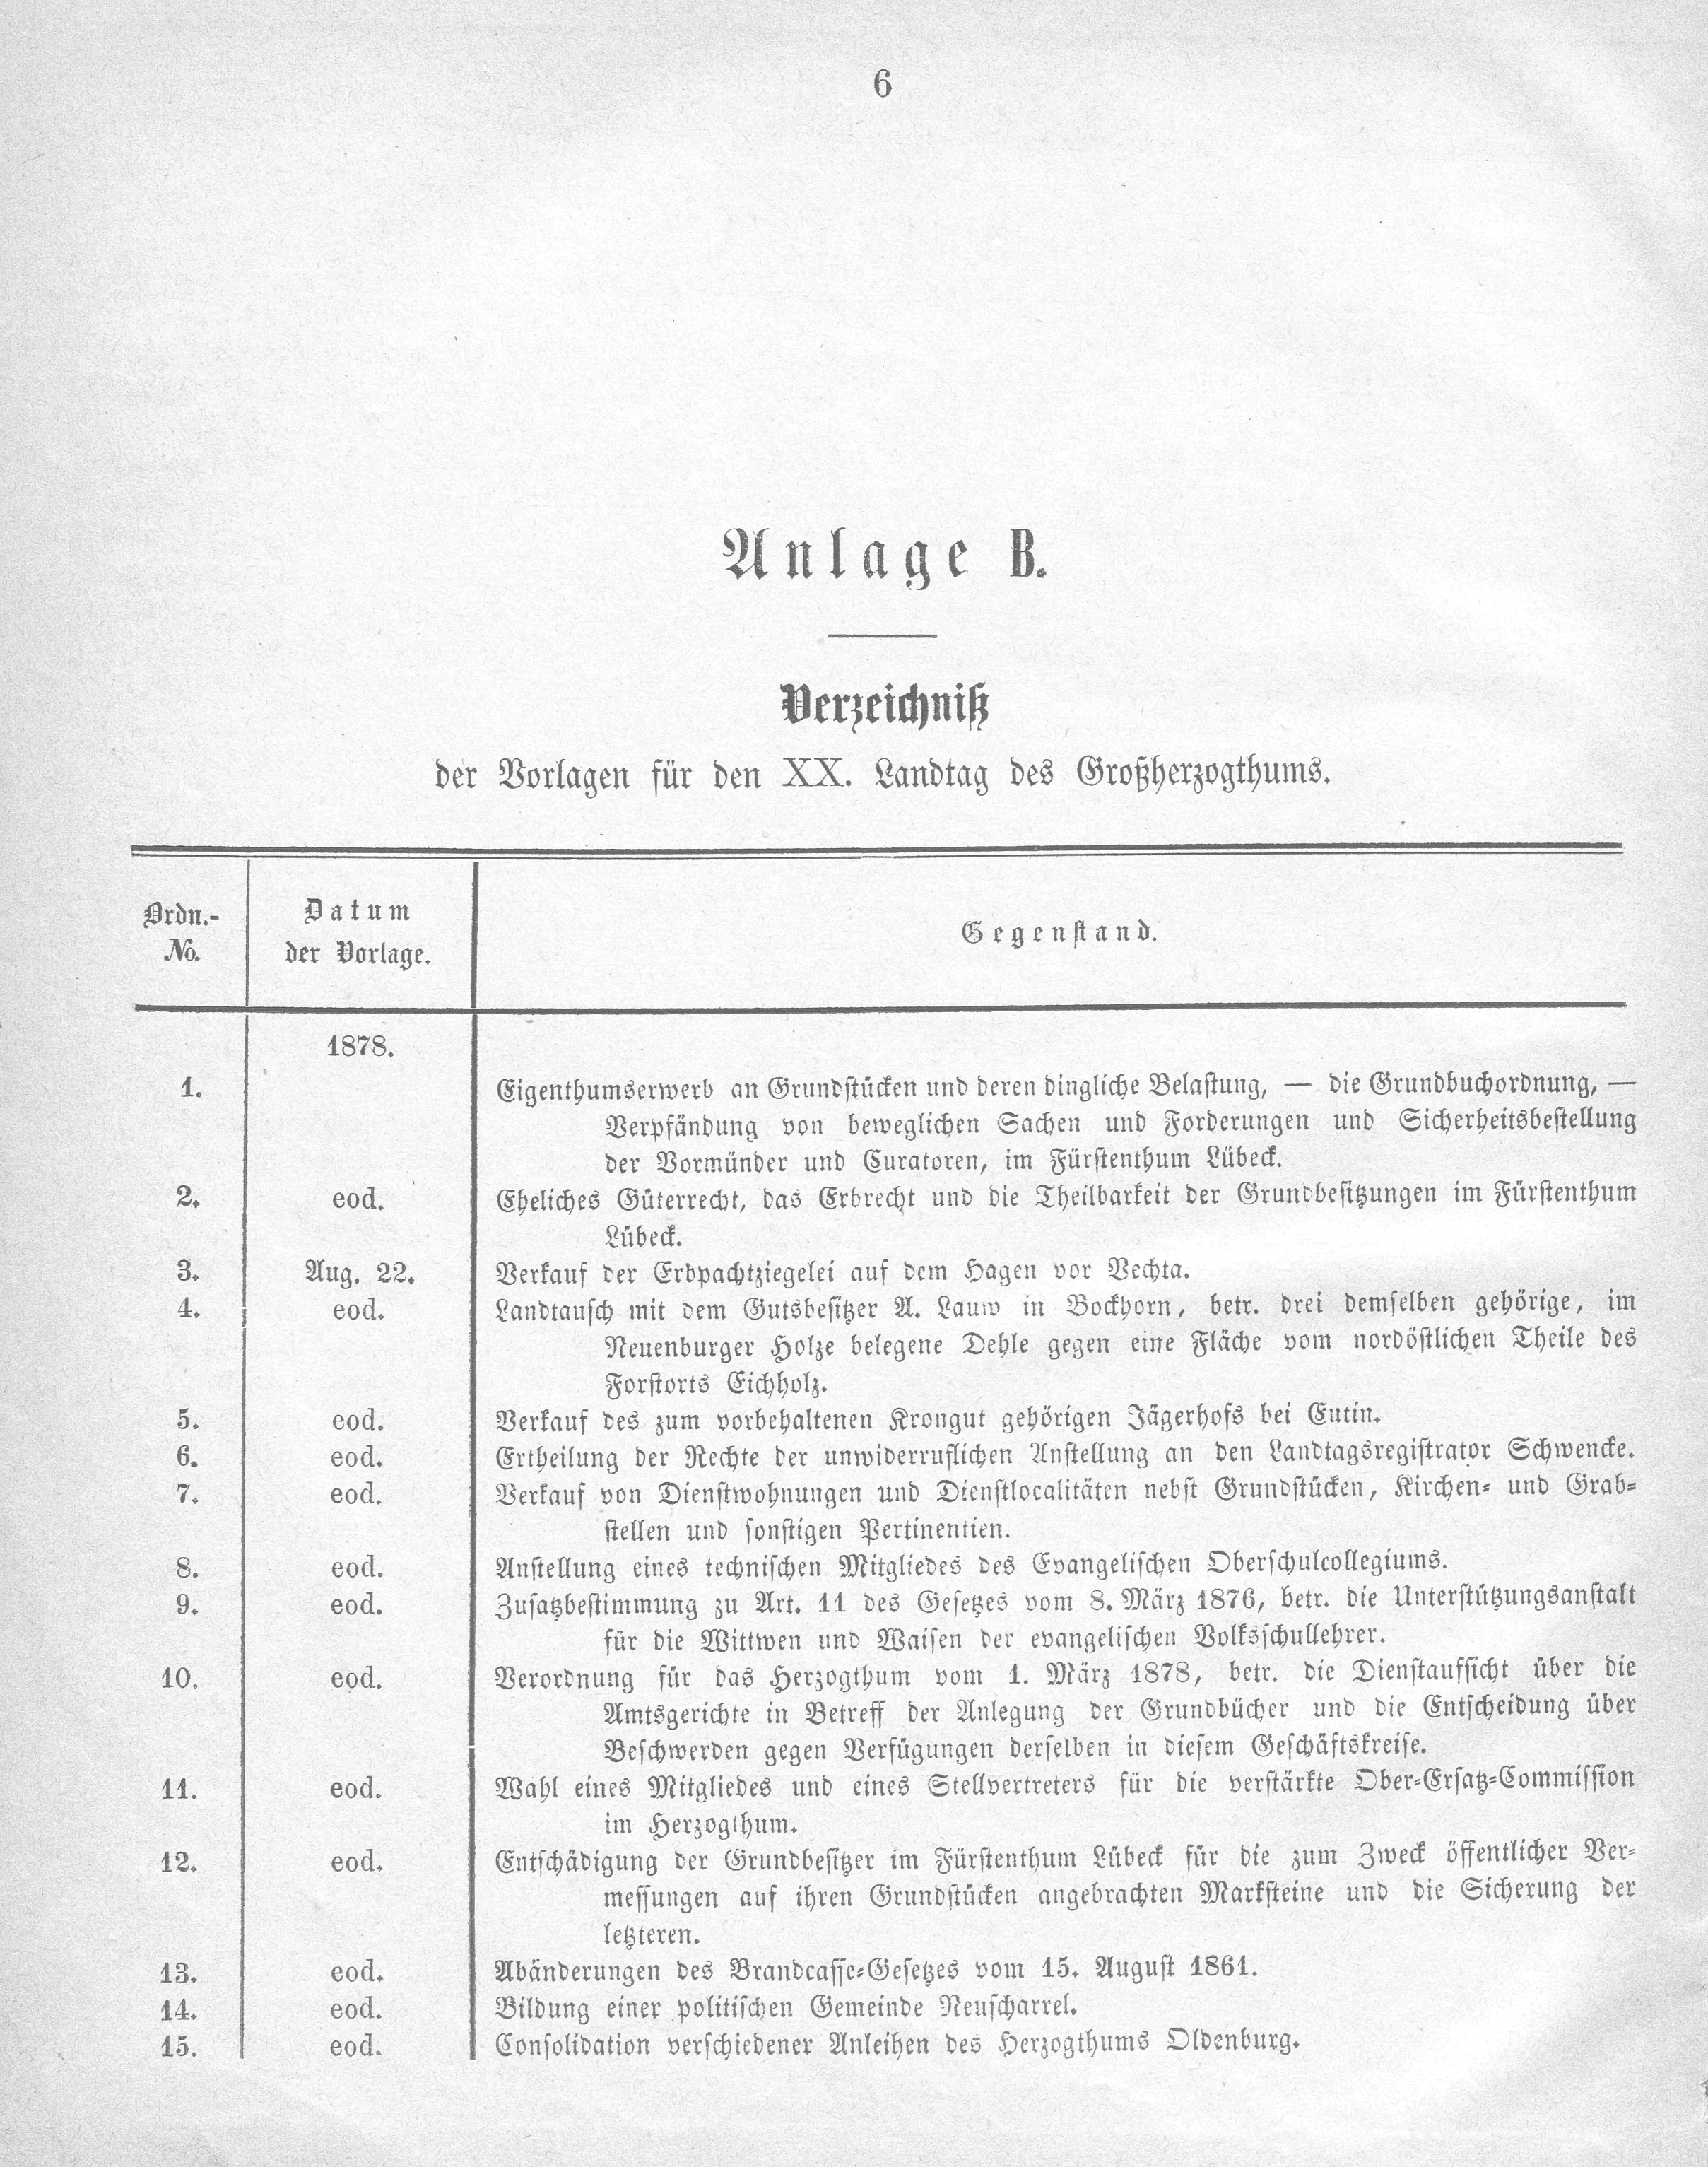 6
Anlage B.
Verzeichniß
der Vorlagen für den XX. Landtag des Großherzogthums.
Ordn.-
No.
Datum
der Vorlage.
Gegenstand.
1878.
1. Eigenthumserwerb an Grundstücken und deren dingliche Belastung, — die Grundbuchordnung, —
Verpfändung von beweglichen Sachen und Forderungen und Sicherheitsbestellung
der Vormünder und Curatoren, im Fürstenthum Lübeck.
2. eod. Eheliches Güterrecht, das Erbrecht und die Theilbarkeit der Grundbesitzungen im Fürstenthum
Lübeck.
3. Aug. 22. Verkauf der Erbpachtziegelei auf dem Hagen vor Vechta.
4. eod. Landtausch mit dem Gutsbesitzer A. Lauw in Bockhorn, betr. drei demselben gehörige, im
Neuenburger Holze belegene Dehle gegen eine Fläche vom nordöstlichen Theile des
Forstorts Eichholz.
5. eod. Verkauf des zum vorbehaltenen Krongut gehörigen Jägerhofs bei Eutin.
6. eod. Ertheilung der Rechte der unwiderruflichen Anstellung an den Landtagsregistrator Schwencke.
7. eod. Verkauf von Dienstwohnungen und Dienstlocalitäten nebst Grundstücken, Kirchen- und Grab-
stellen und sonstigen Pertinentien.
8. eod. Anstellung eines technischen Mitgliedes des Evangelischen Oberschulcollegiums.
9. eod. Zusatzbestimmung zu Art. 11 des Gesetzes vom 8. März 1876, betr. die Unterstützungsanstalt
für die Wittwen und Waisen der evangelischen Volksschullehrer.
10. eod. Verordnung für das Herzogthum vom 1. März 1878, betr. die Dienstaufsicht über die
Amtsgerichte in Betreff der Anlegung der Grundbücher und die Entscheidung über
Beschwerden gegen Verfügungen derselben in diesem Geschäftskreise.
11. eod. Wahl eines Mitgliedes und eines Stellvertreters für die verstärkte Ober-Ersatz-Commission
im Herzogthum.
12. eod. Entschädigung der Grundbesitzer im Fürstenthum Lübeck für die zum Zweck öffentlicher Ver-
messungen auf ihren Grundstücken angebrachten Marksteine und die Sicherung der
letzteren.
13. eod. Abänderungen des Brandcasse-Gesetzes vom 15. August 1861.
14. eod. Bildung einer politischen Gemeinde Neuscharrel.
15. eod. Consolidation verschiedener Anleihen des Herzogthums Oldenburg.